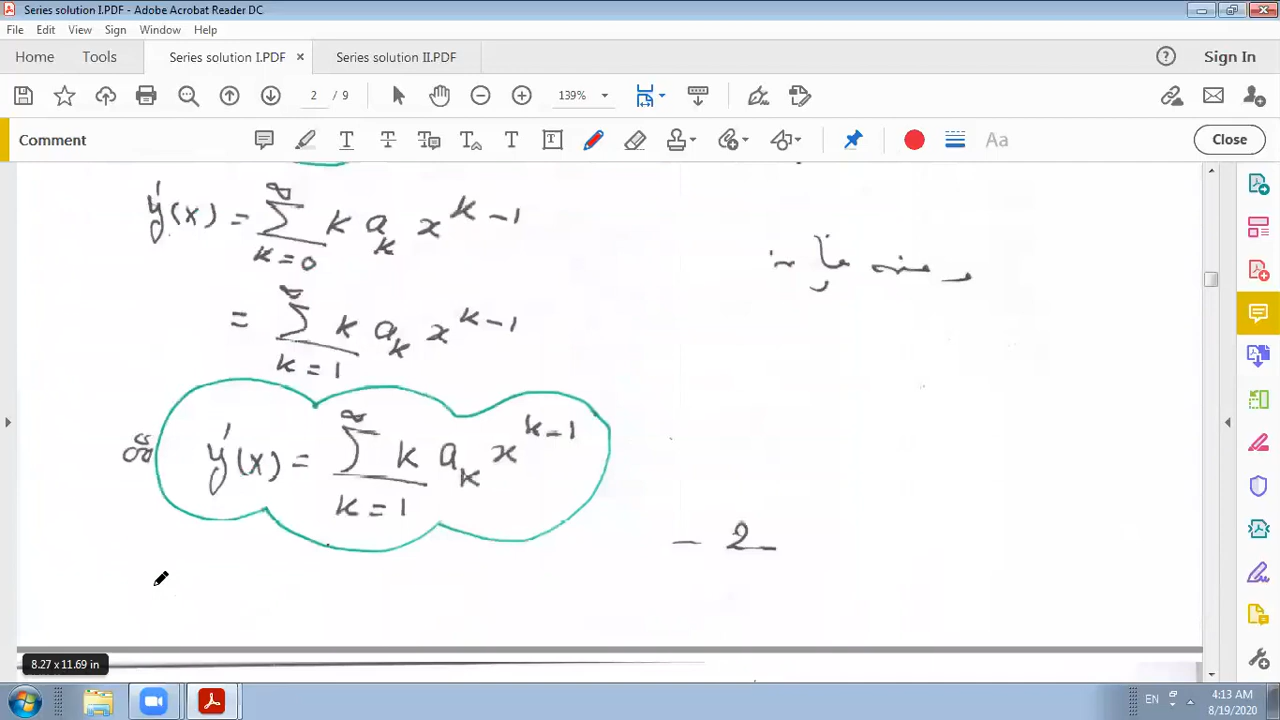 Series solution I.PDF - Adobe Acrobat Reader DC
File Edit View Sign Window Help
Home Tools Series solution I.PDF × Series solution II.PDF Sign In
2 / 9 139%
Comment Aa Close
y'(x) = ∑_{k=0}^{∞} k a_k x^{k-1}
= ∑_{k=1}^{∞} k a_k x^{k-1}
y'(x) = ∑_{k=1}^{∞} k a_k x^{k-1}
- 2
8.27 x 11.69 in
EN 4:13 AM
8/19/2020